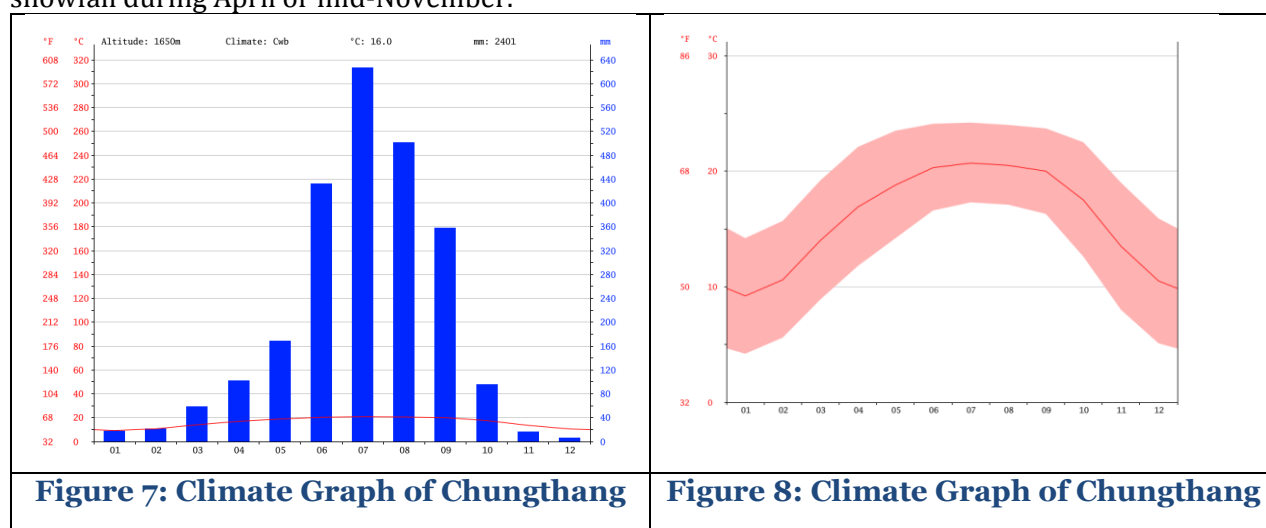 snowfall during April or mid-November.
°F °C Altitude: 1650m Climate: Cwb °C: 16.0 mm: 2401 mm
608 320 640
572 300 600
536 280 560
500 260 520
464 240 480
428 220 440
392 200 400
356 180 360
320 160 320
284 140 280
248 120 240
212 100 200
176 80 160
140 60 120
104 40 80
68 20 40
32 0 0
01 02 03 04 05 06 07 08 09 10 11 12
Figure 7: Climate Graph of Chungthang
°F °C
86 30
68 20
50 10
32 0
01 02 03 04 05 06 07 08 09 10 11 12
Figure 8: Climate Graph of Chungthang